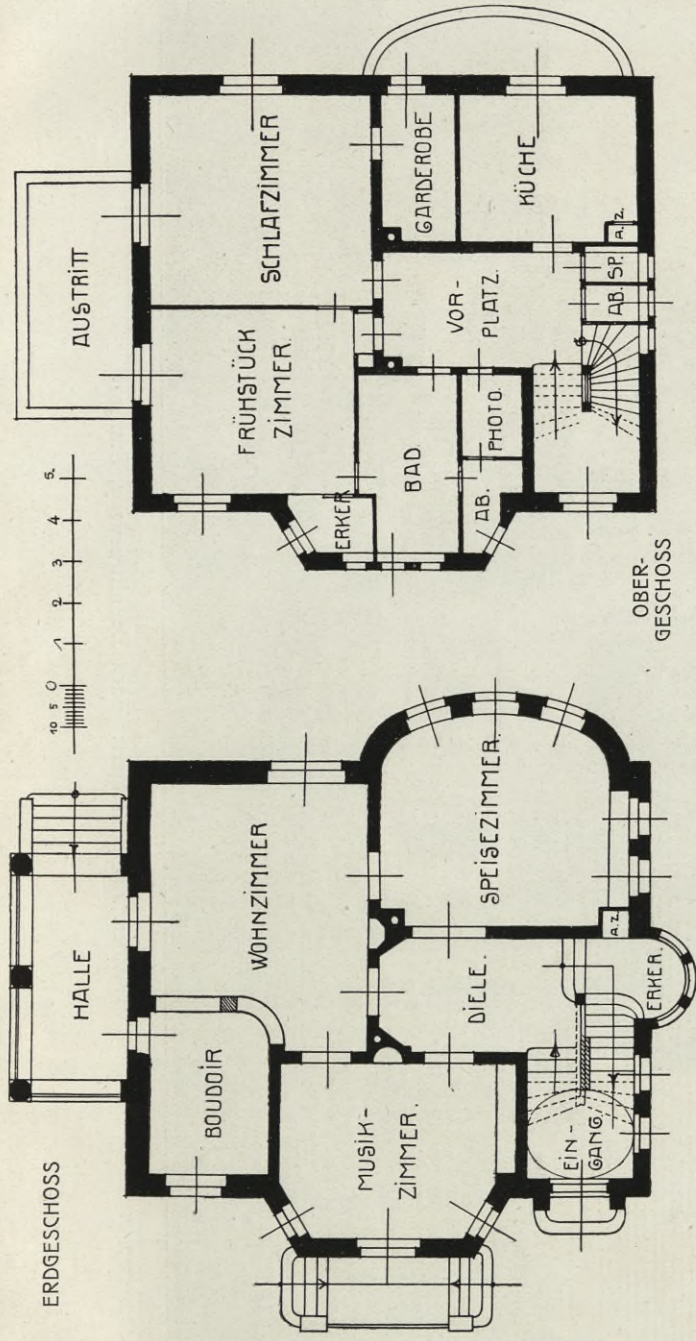 ERDGESCHOSS
HALLE
BOUDOIR
WOHNZIMMER
MUSIK-
ZIMMER.
DIELE.
SPEISEZIMMER.
EIN-
GANG.
A.Z.
ERKER.
10 5 0 1 2 3 4 5.
AUSTRITT
FRÜHSTÜCK
ZIMMER.
SCHLAFZIMMER
ERKER
BAD.
GARDEROBE
VOR-
PLATZ.
AB.
PHOTO.
KÜCHE
AB.
SP.
A.Z.
OBER-
GESCHOSS